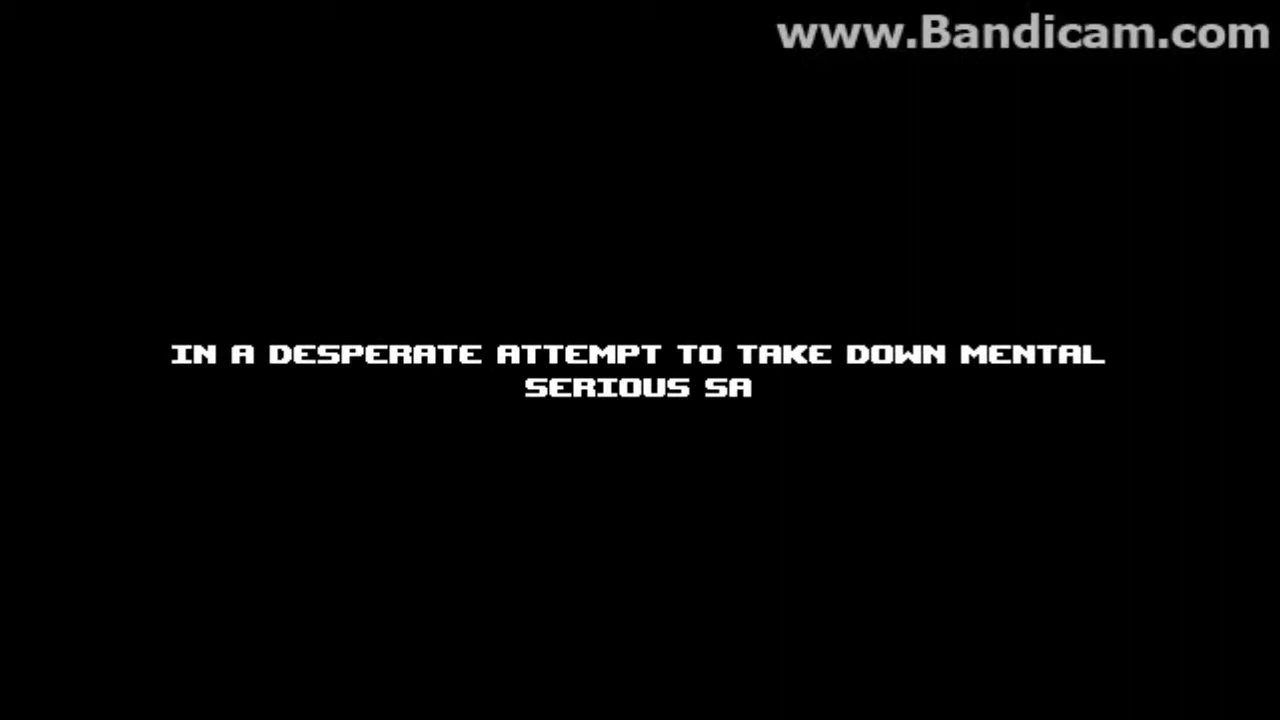 www.Bandicam.com
IN A DESPERATE ATTEMPT TO TAKE DOWN MENTAL
SERIOUS SA